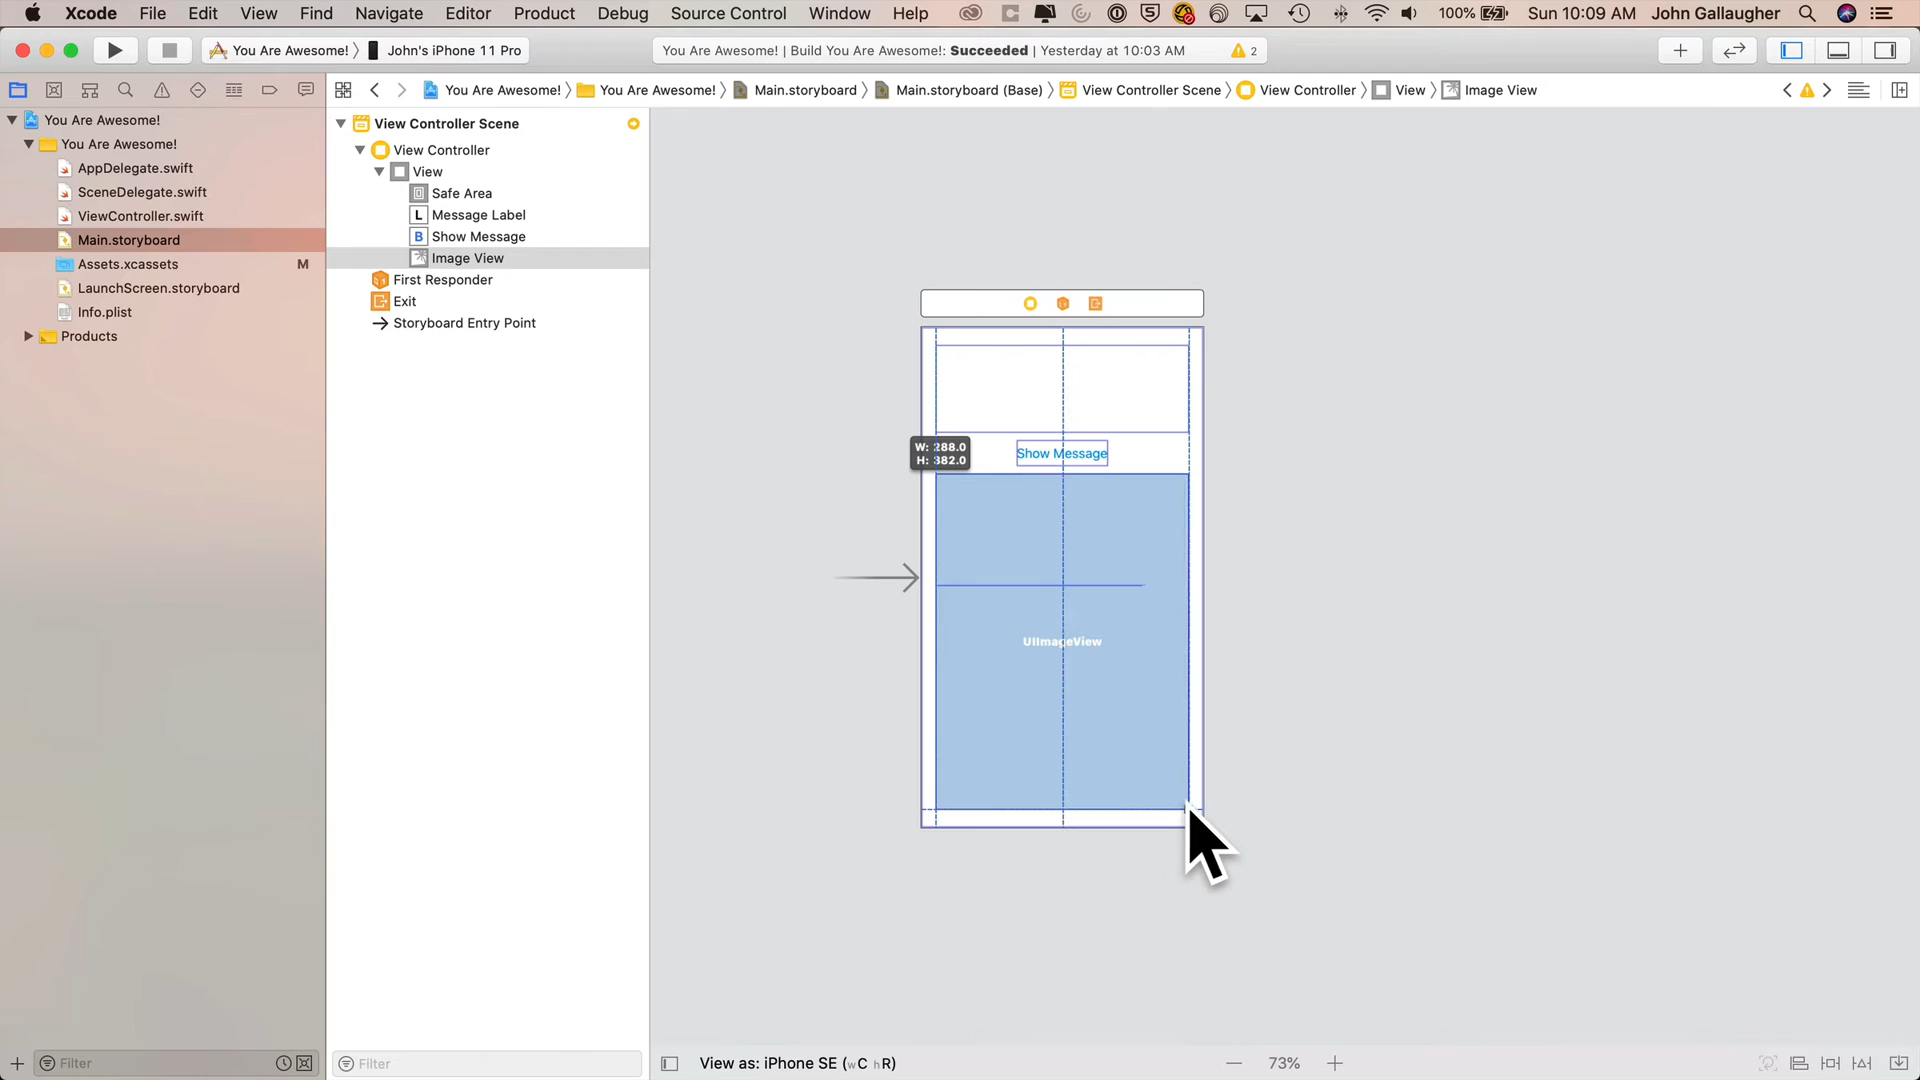 Xcode File Edit View Find Navigate Editor Product Debug Source Control Window Help 100% Sun 10:09 AM John Gallaugher
You Are Awesome! John's iPhone 11 Pro You Are Awesome! | Build You Are Awesome!: Succeeded | Yesterday at 10:03 AM 2
You Are Awesome! You Are Awesome! Main.storyboard Main.storyboard (Base) View Controller Scene View Controller View Image View
You Are Awesome!
You Are Awesome!
AppDelegate.swift
SceneDelegate.swift
ViewController.swift
Main.storyboard
Assets.xcassets M
LaunchScreen.storyboard
Info.plist
Products
View Controller Scene
View Controller
View
Safe Area
L Message Label
B Show Message
Image View
First Responder
Exit
Storyboard Entry Point
W: 288.0
H: 382.0
Show Message
UIImageView
Filter
Filter
View as: iPhone SE (wC hR)
73%